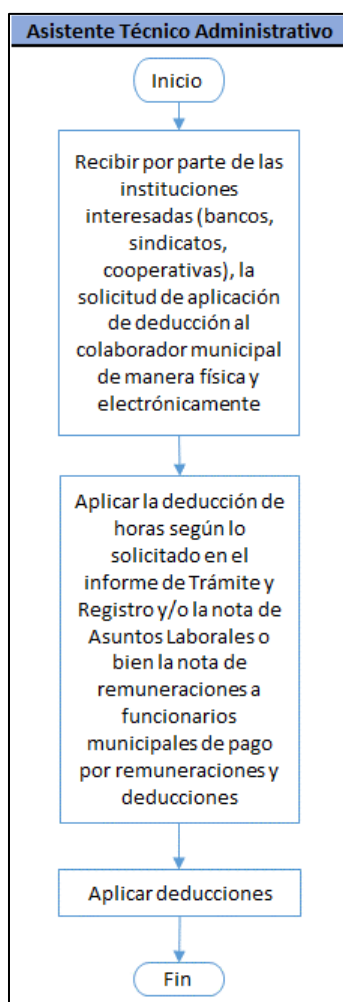 Asistente Técnico Administrativo
Inicio
Recibir por parte de las
instituciones
interesadas (bancos,
sindicatos,
cooperativas), la
solicitud de aplicación
de deducción al
colaborador municipal
de manera física y
electrónicamente
Aplicar la deducción de
horas según lo
solicitado en el
informe de Trámite y
Registro y/o la nota de
Asuntos Laborales o
bien la nota de
remuneraciones a
funcionarios
municipales de pago
por remuneraciones y
deducciones
Aplicar deducciones
Fin